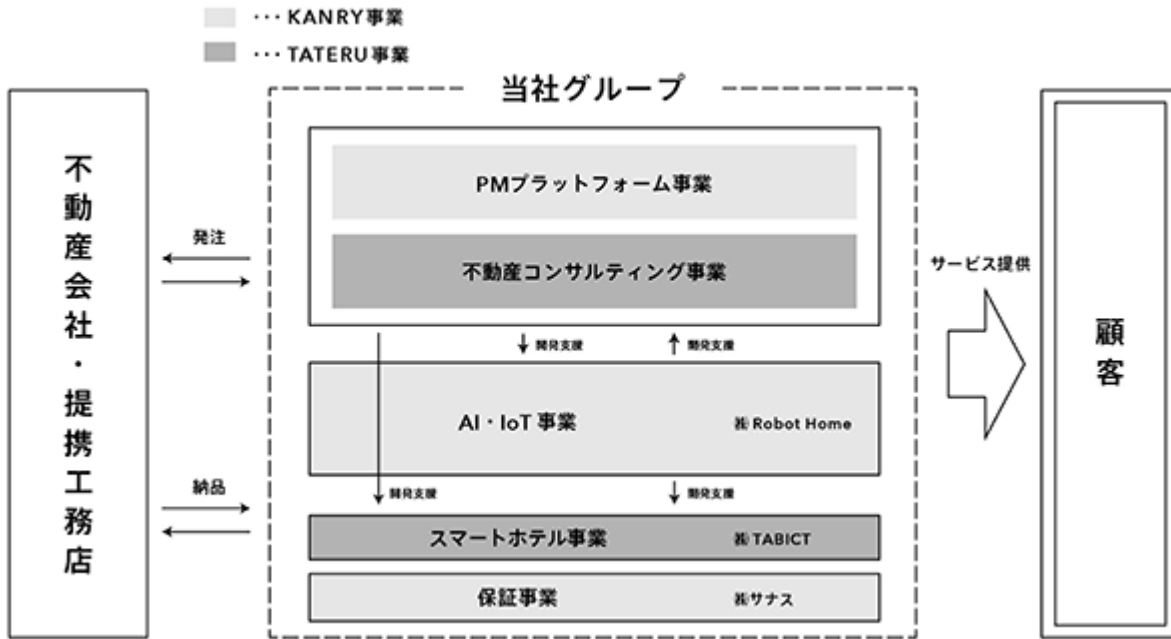 ・・・KANRY事業
・・・TATERU事業
当社グループ
不動産会社・提携工務店
PMプラットフォーム事業
不動産コンサルティング事業
発注
サービス提供
顧客
開発支援
開発支援
AI・IoT事業
㈱Robot Home
納品
開発支援
開発支援
スマートホテル事業
㈱TABICT
保証事業
㈱サナス